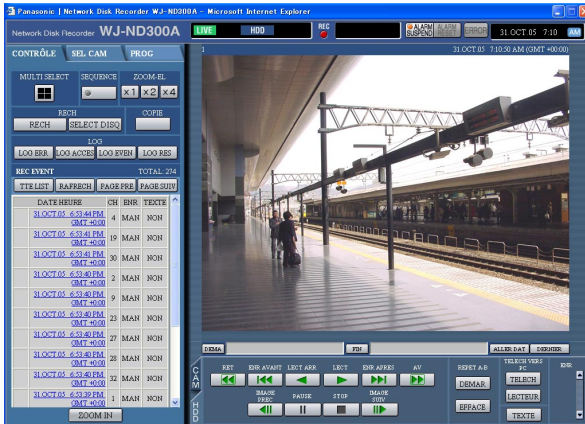 Panasonic | Network Disk Recorder WJ-ND300A - Microsoft Internet Explorer
Network Disk Recorder WJ-ND300A
LIVE HDD REC ALARM SUSPEND ALARM RESET ERROR 31.OCT.05 7:10 AM
CONTRÔLE SEL CAM PROG
1 31.OCT.05 7:10:50 AM (GMT +00:00)
MULTI SELECT SEQUENCE ZOOM-EL
x1 x2 x4
RECH COPIE
RECH SELECT DISQ
LOG
LOG ERR LOG ACCES LOG EVEN LOG RES
REC EVENT TOTAL: 234
TTE LIST RAFRECH PAGE PRE PAGE SUIV
DATE HEURE CH ENR TEXTE
31.OCT.05 6:53:44 PM GMT +0:00 4 MAN NON
31.OCT.05 6:53:41 PM GMT +0:00 19 MAN NON
31.OCT.05 6:53:41 PM GMT +0:00 30 MAN NON
31.OCT.05 6:53:40 PM GMT +0:00 2 MAN NON
31.OCT.05 6:53:40 PM GMT +0:00 9 MAN NON
31.OCT.05 6:53:40 PM GMT +0:00 23 MAN NON
31.OCT.05 6:53:40 PM GMT +0:00 27 MAN NON
31.OCT.05 6:53:40 PM GMT +0:00 28 MAN NON
31.OCT.05 6:53:40 PM GMT +0:00 32 MAN NON
31.OCT.05 6:53:39 PM GMT +0:00 1 MAN NON
ZOOM IN
DEMA FIN ALLER DAT DERNIER
CAM
HDD
RET ENR AVANT LECT ARR LECT ENR APRES AV
IMAGE PREC PAUSE STOP IMAGE SUIV
REPET A-B
DEMAR
EFFACE
TELECH VERS PC
TELECH
LECTEUR
TEXTE
ENR